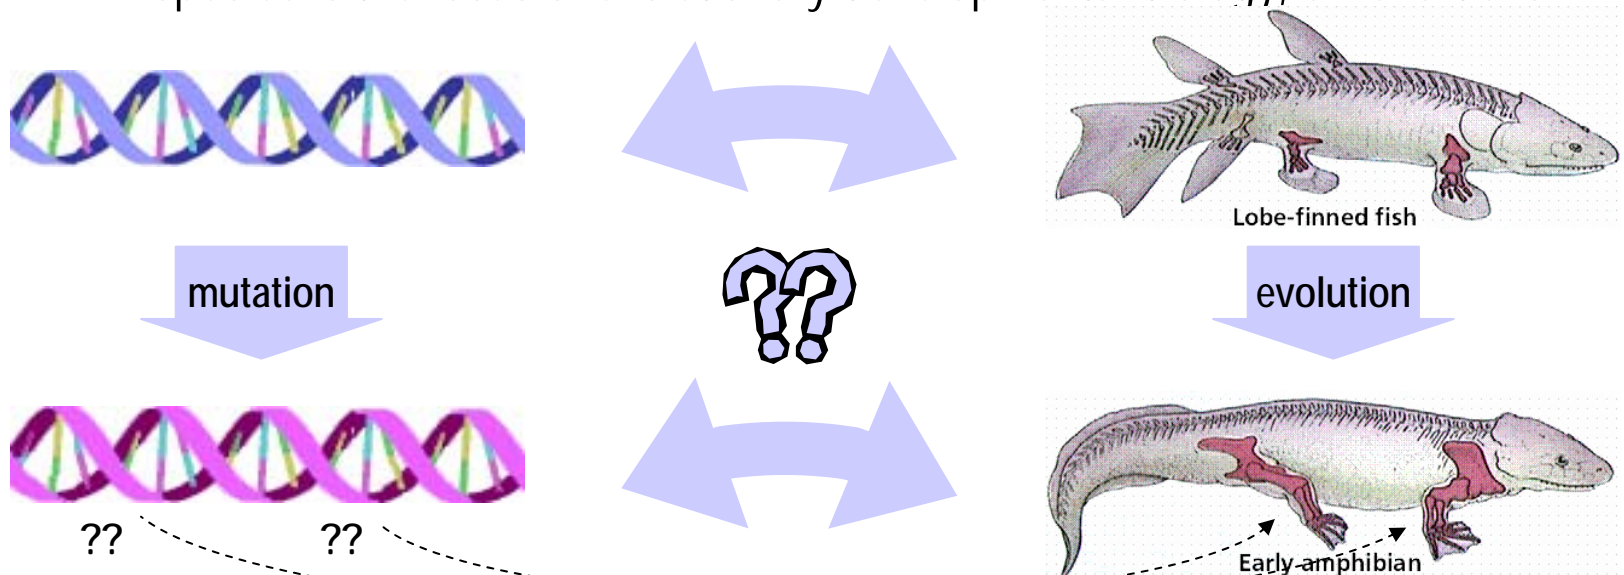 Lobe-finned fish
mutation
??
evolution
??
??
Early amphibian